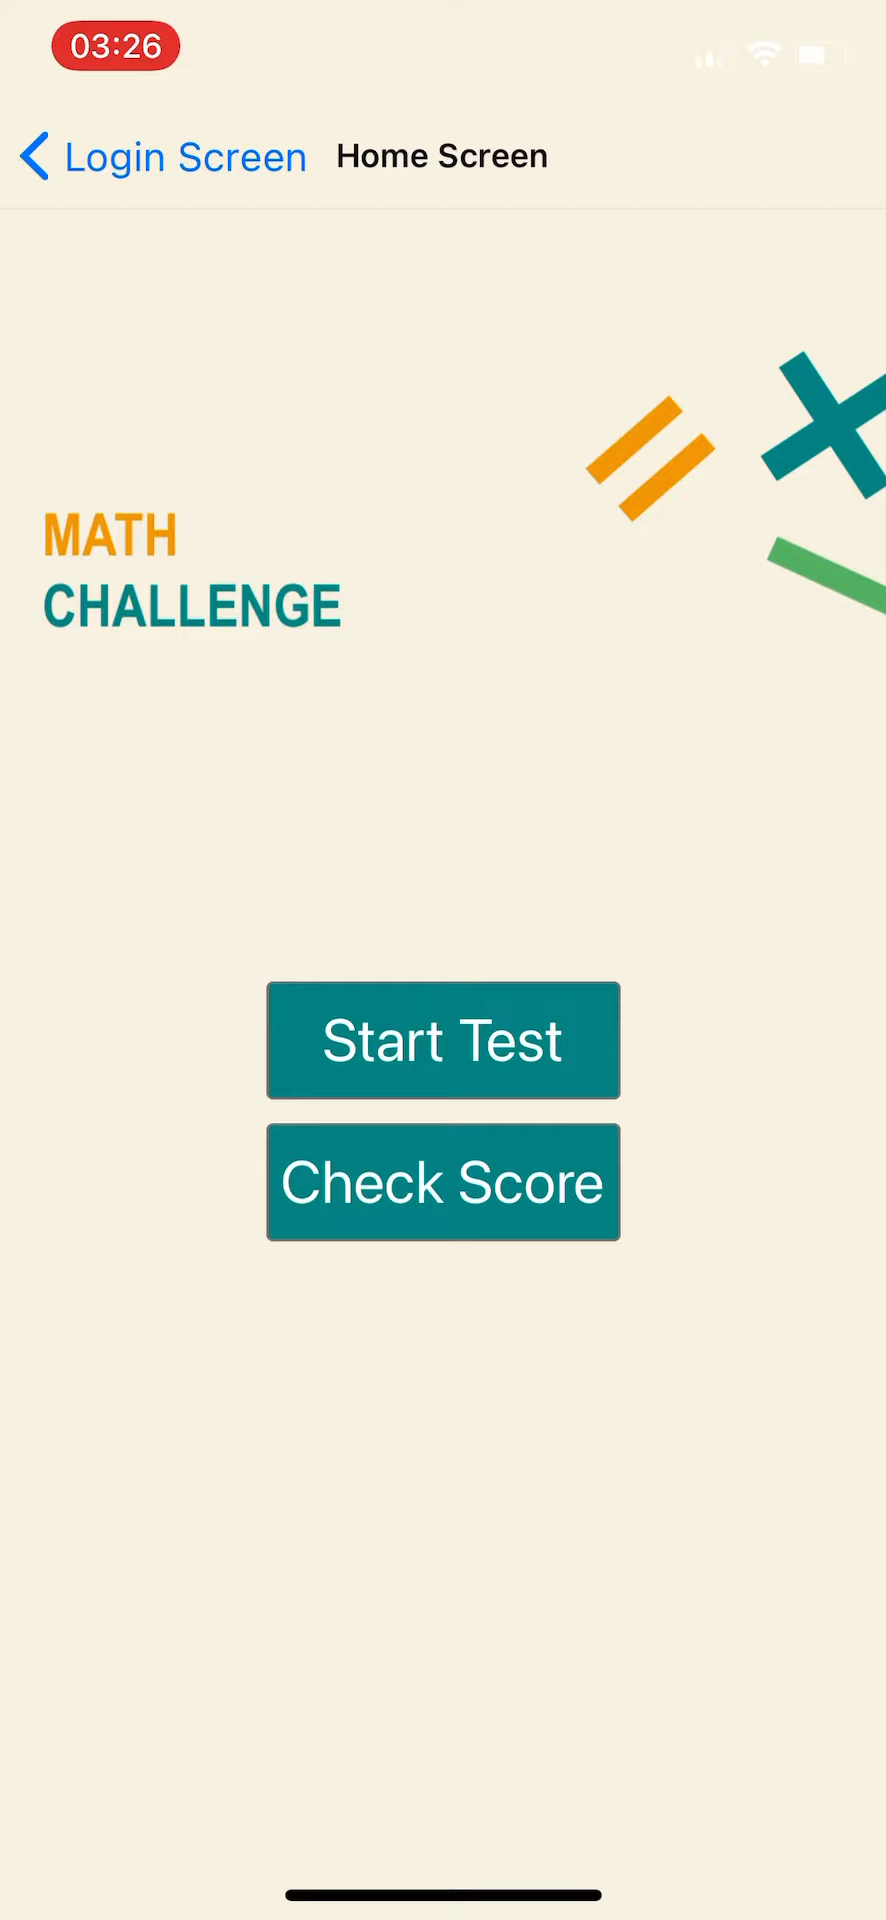 03:26
Login Screen Home Screen
MATH
CHALLENGE
Start Test
Check Score